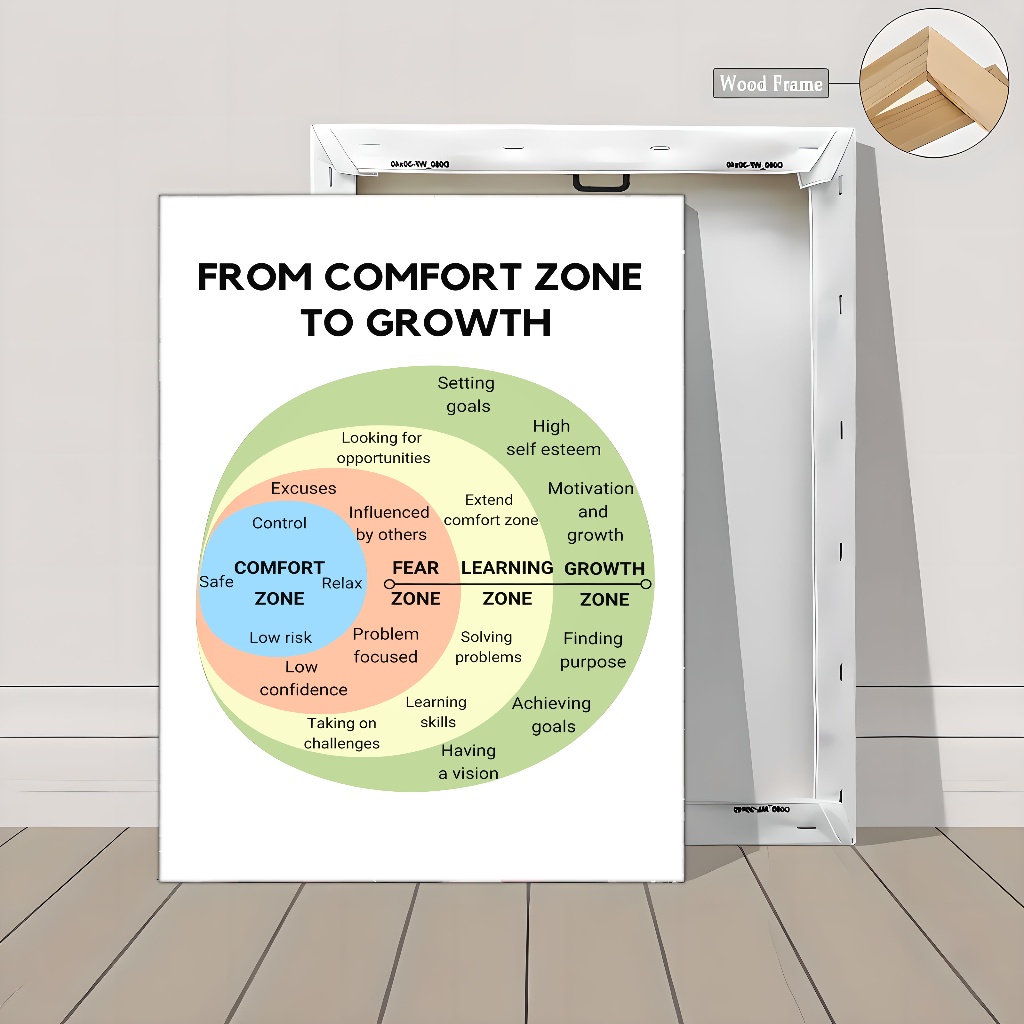 Wood Frame
FROM COMFORT ZONE
TO GROWTH
Setting
goals
High
self esteem
Looking for
opportunities
Motivation
and
growth
Excuses
Extend
comfort zone
Influenced
by others
Control
COMFORT
ZONE
Safe
Relax
FEAR
ZONE
LEARNING
ZONE
GROWTH
ZONE
Low risk
Problem
focused
Solving
problems
Finding
purpose
Low
confidence
Learning
skills
Achieving
goals
Taking on
challenges
Having
a vision